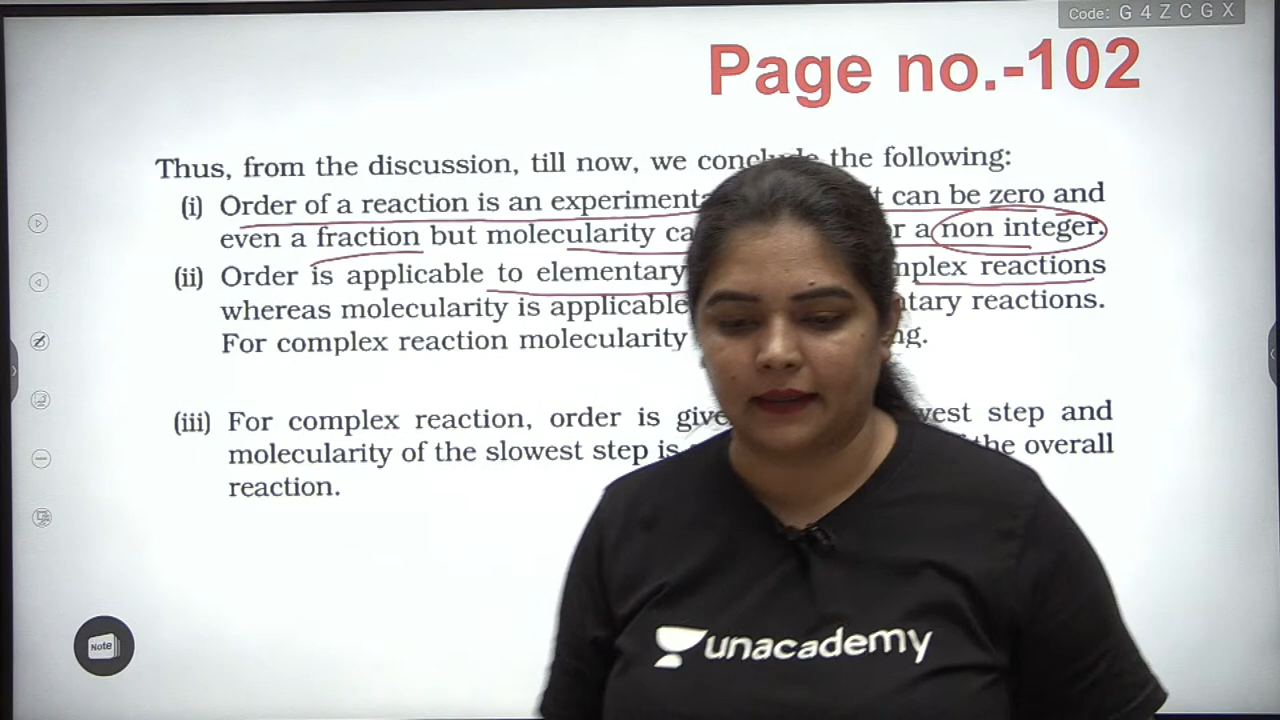 Code: G 4 Z C G X
Page no.-102
Thus, from the discussion, till now, we conclude the following:
(i) Order of a reaction is an experimenta can be zero and
even a fraction but molecularity ca or a non integer.
(ii) Order is applicable to elementary mplex reactions
whereas molecularity is applicable ntary reactions.
For complex reaction molecularity ng.
(iii) For complex reaction, order is give west step and
molecularity of the slowest step is the overall
reaction.
Note
unacademy